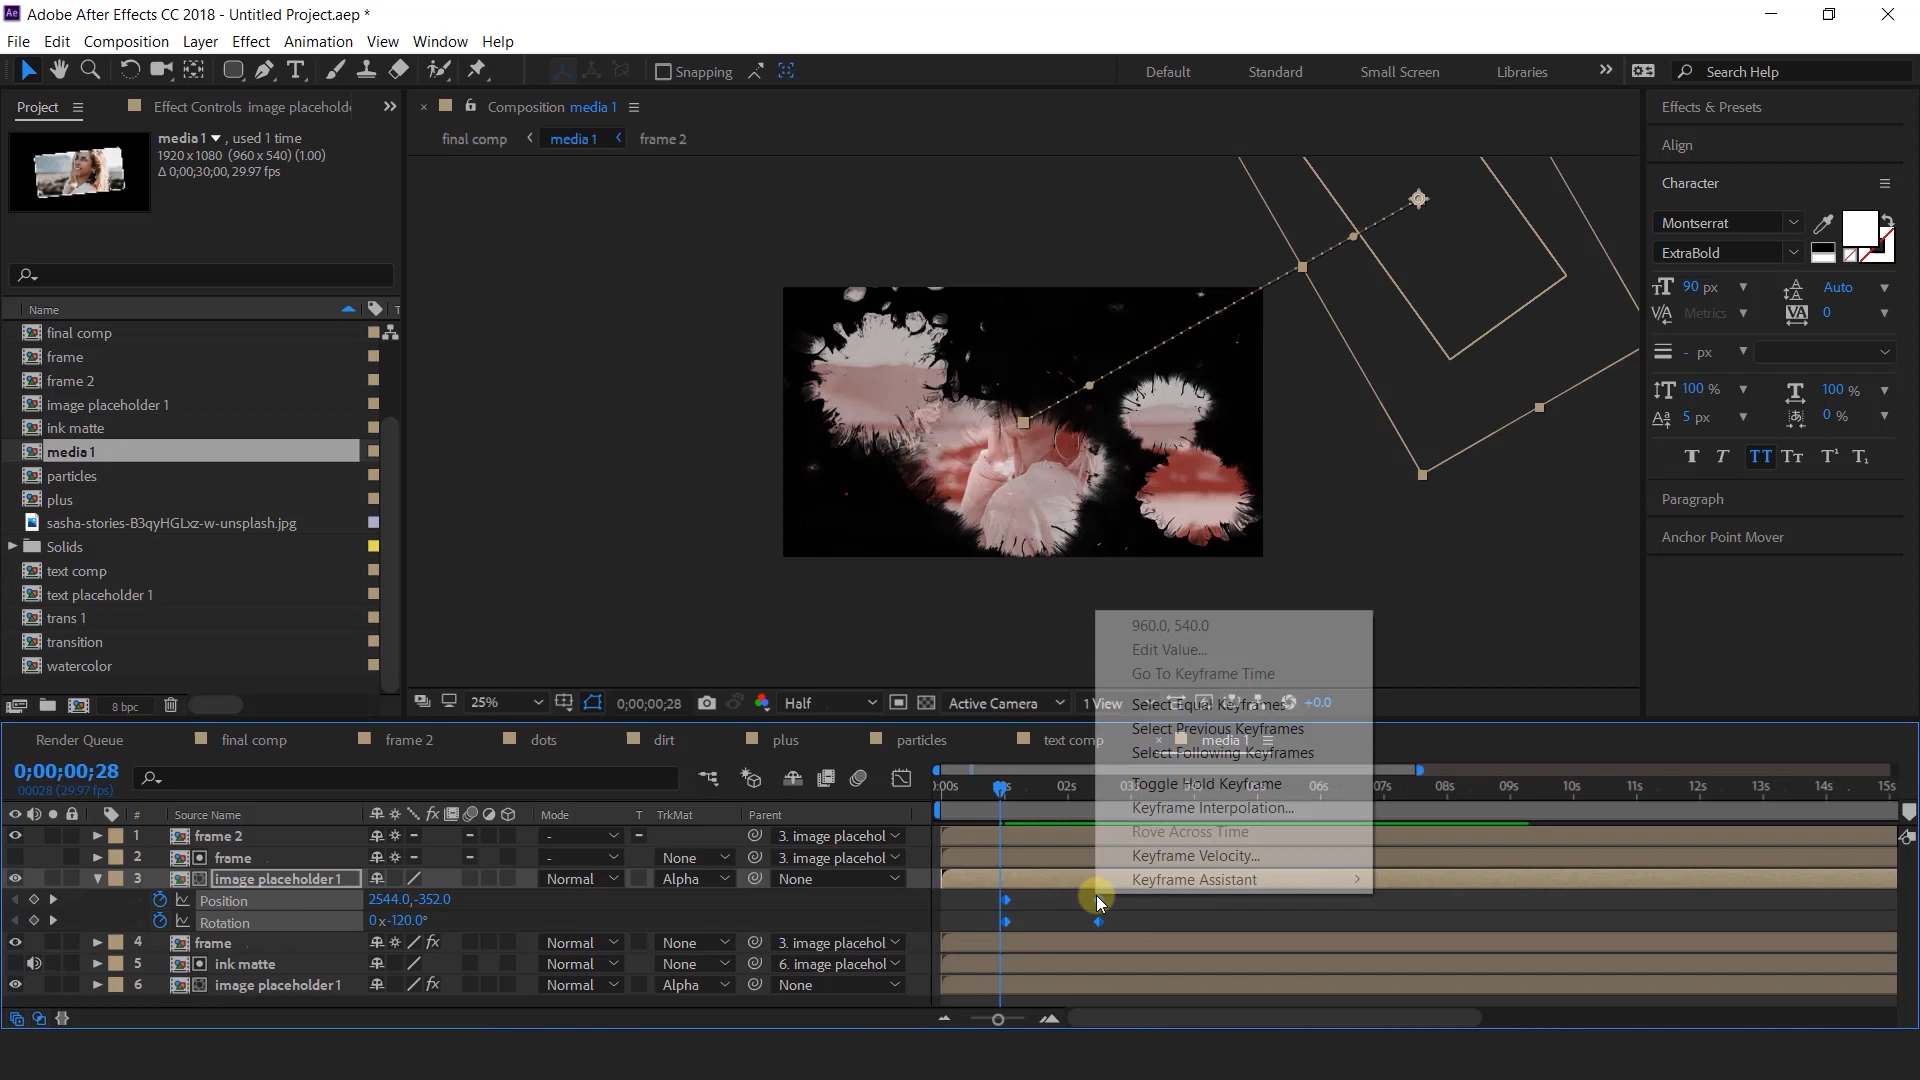 Adobe After Effects CC 2018 - Untitled Project.aep *
File Edit Composition Layer Effect Animation View Window Help
Snapping
Default Standard Small Screen Libraries
Search Help
Project
Effect Controls image placeholde
Composition media 1
final comp media 1 frame 2
media 1 , used 1 time
1920 x 1080 (960 x 540) (1.00)
Δ 0;00;30;00, 29.97 fps
Name
final comp
frame
frame 2
image placeholder 1
ink matte
media 1
particles
plus
sasha-stories-B3qyHGLxz-w-unsplash.jpg
Solids
text comp
text placeholder 1
trans 1
transition
watercolor
8 bpc
25%
0;00;00;28
Half
Active Camera
1 View
+0.0
Effects & Presets
Align
Character
Montserrat
ExtraBold
90 px
Auto
Metrics
0
- px
100 %
100 %
5 px
0 %
Paragraph
Anchor Point Mover
960.0, 540.0
Edit Value...
Go To Keyframe Time
Select Equal Keyframes
Select Previous Keyframes
Select Following Keyframes
Toggle Hold Keyframe
Keyframe Interpolation...
Rove Across Time
Keyframe Velocity...
Keyframe Assistant
Render Queue final comp frame 2 dots dirt plus particles text comp media 1
0;00;00;28
00028 (29.97 fps)
02s 06s 07s 08s 09s 10s 11s 12s 13s 14s 15s
# Source Name Mode T TrkMat Parent
1 frame 2 - 3. image placehol
2 frame - None 3. image placehol
3 image placeholder 1 Normal Alpha None
Position 2544.0,-352.0
Rotation 0x-120.0°
4 frame Normal None 3. image placehol
5 ink matte Normal None 6. image placehol
6 image placeholder 1 Normal Alpha None